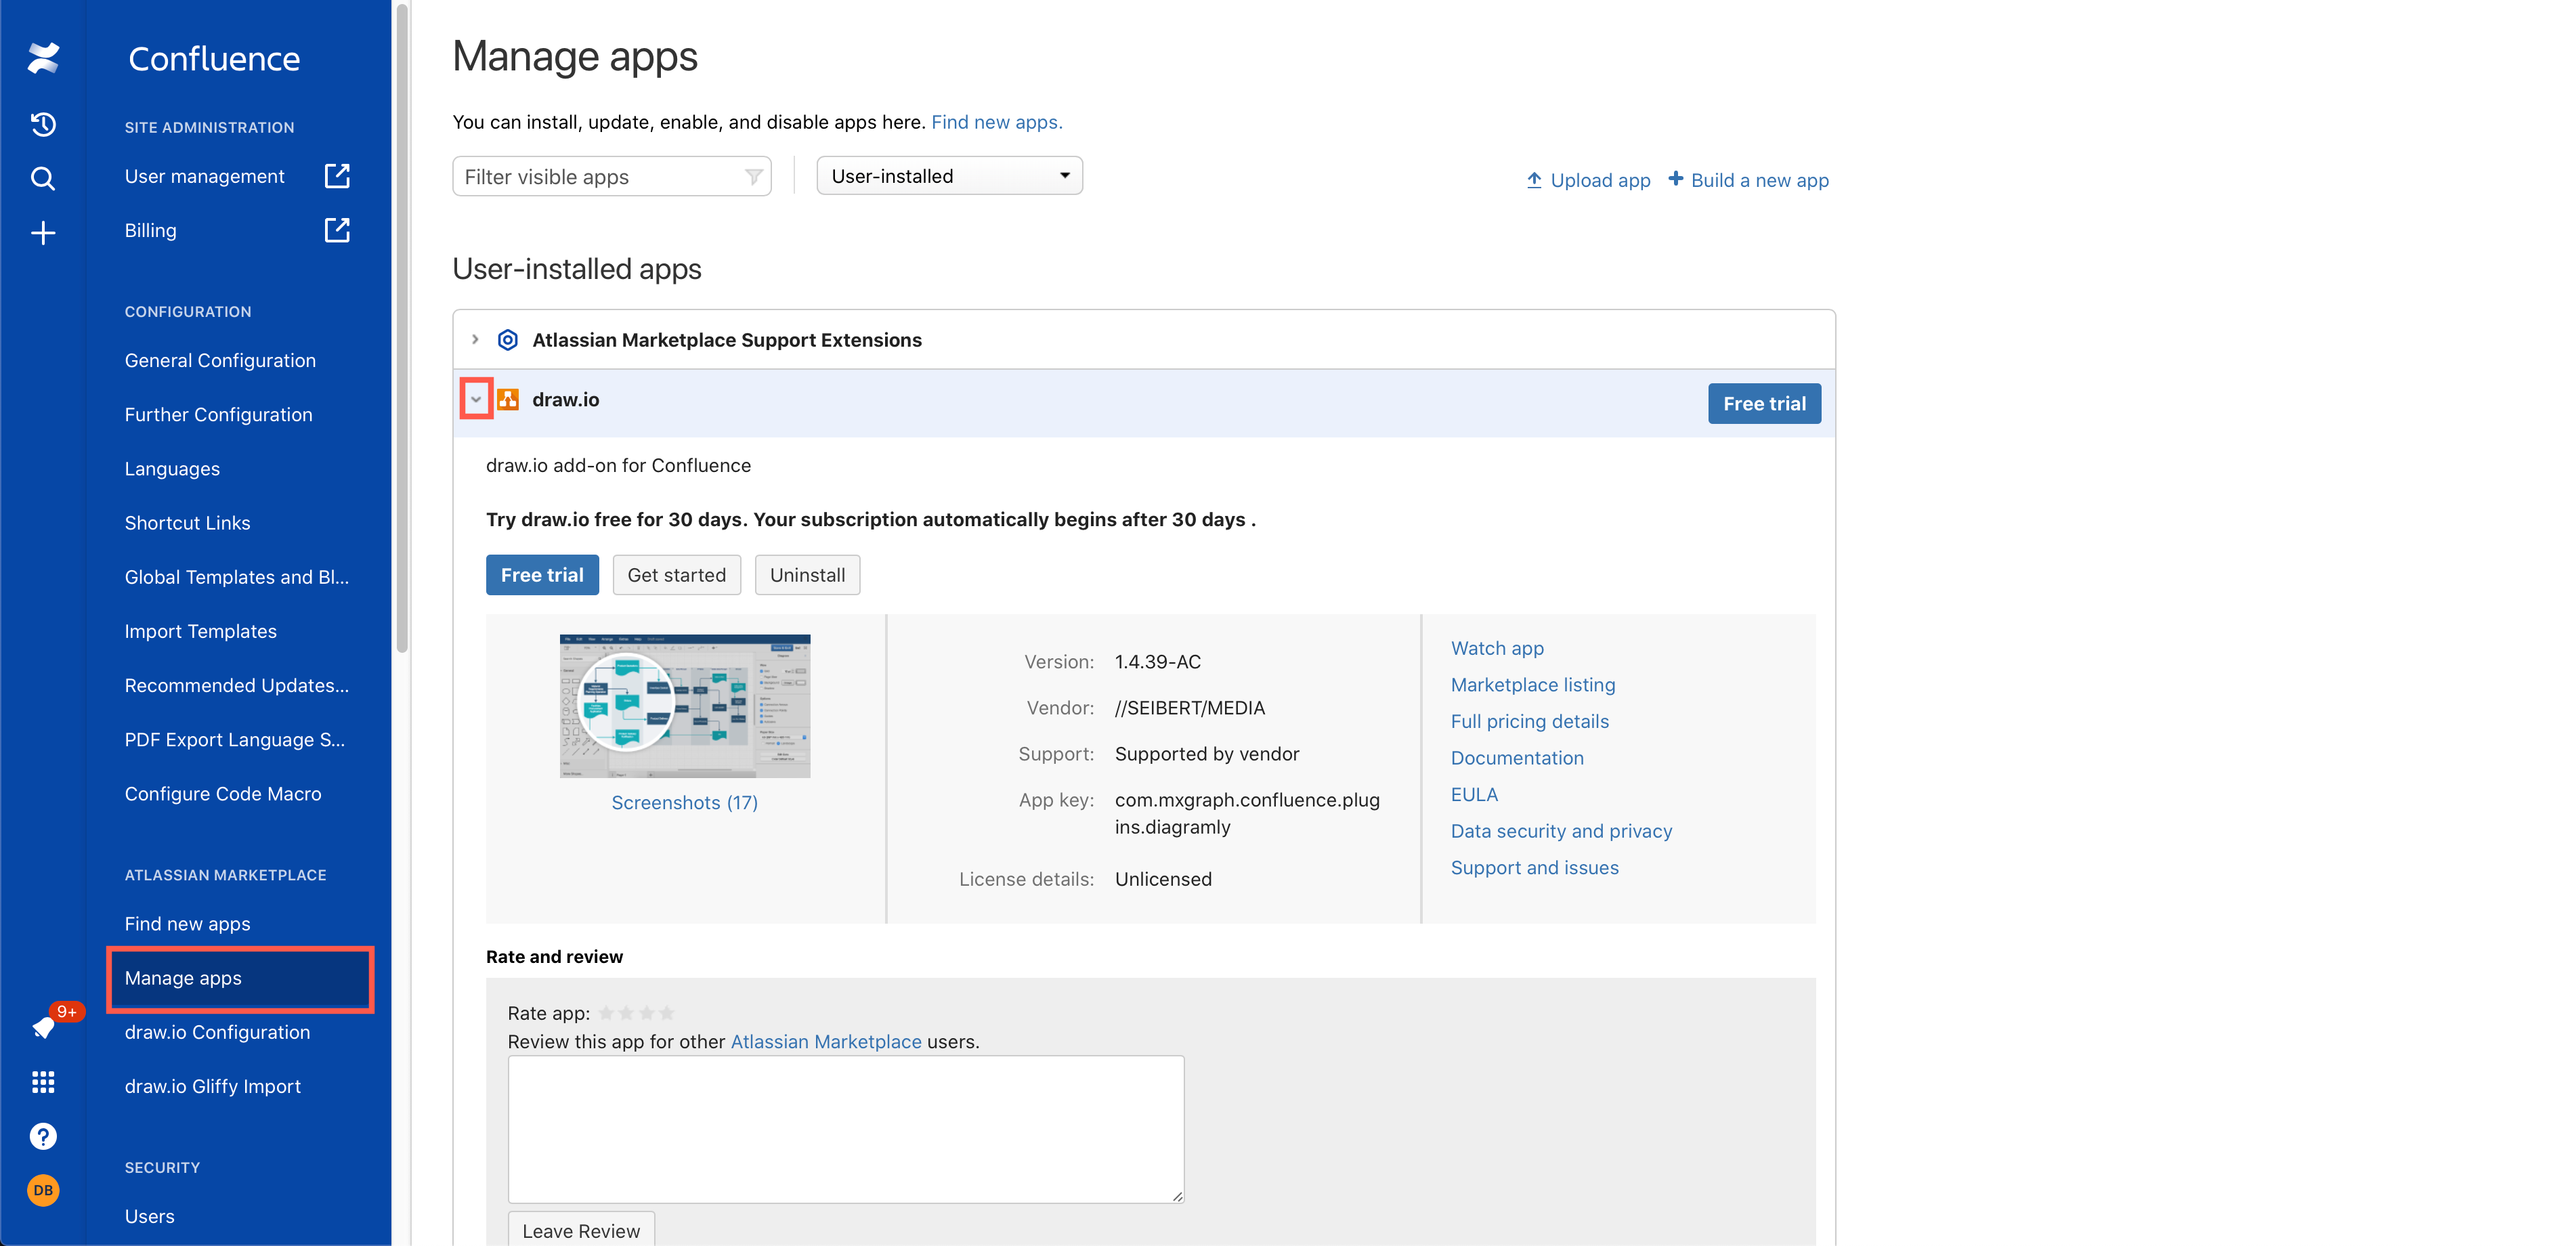 Confluence
SITE ADMINISTRATION
User management
Billing
CONFIGURATION
General Configuration
Further Configuration
Languages
Shortcut Links
Global Templates and Bl...
Import Templates
Recommended Updates...
PDF Export Language S...
Configure Code Macro
ATLASSIAN MARKETPLACE
Find new apps
Manage apps
9+
draw.io Configuration
draw.io Gliffy Import
SECURITY
DB
Users
Manage apps
You can install, update, enable, and disable apps here. Find new apps.
Filter visible apps
User-installed
Upload app
Build a new app
User-installed apps
Atlassian Marketplace Support Extensions
draw.io
Free trial
draw.io add-on for Confluence
Try draw.io free for 30 days. Your subscription automatically begins after 30 days .
Free trial
Get started
Uninstall
Screenshots (17)
Version: 1.4.39-AC
Vendor: //SEIBERT/MEDIA
Support: Supported by vendor
App key: com.mxgraph.confluence.plug
ins.diagramly
License details: Unlicensed
Watch app
Marketplace listing
Full pricing details
Documentation
EULA
Data security and privacy
Support and issues
Rate and review
Rate app:
Review this app for other Atlassian Marketplace users.
Leave Review